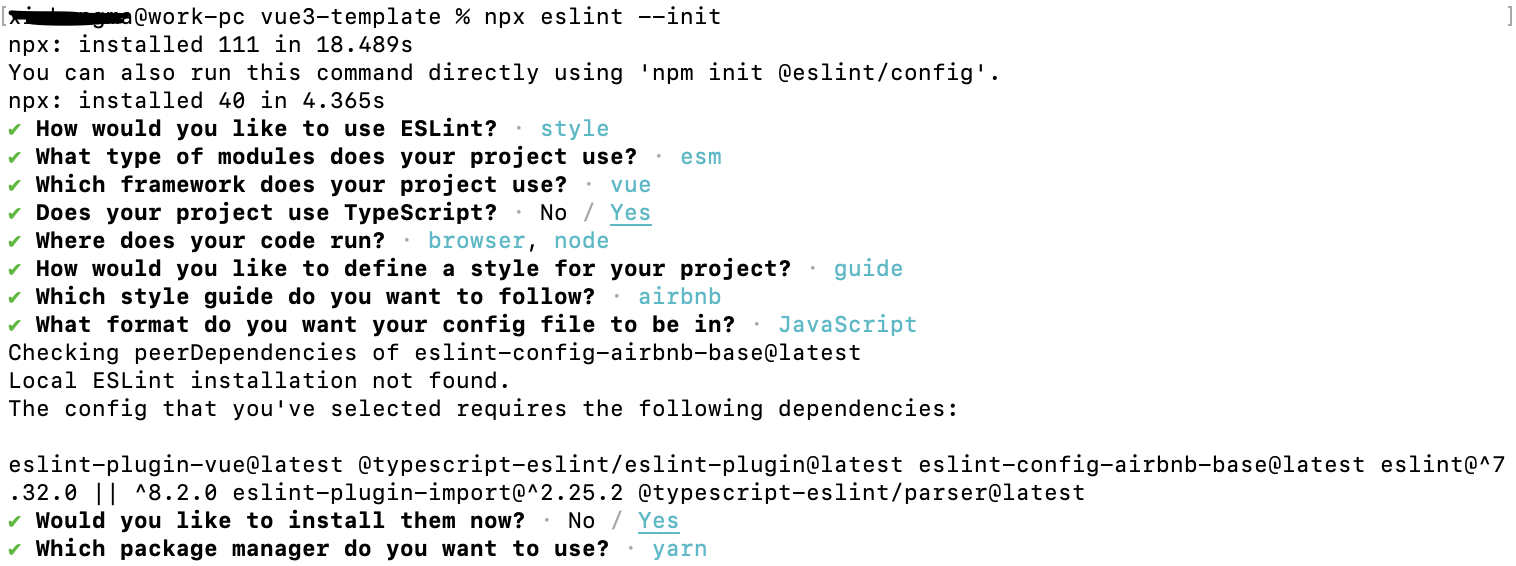 @work-pc vue3-template % npx eslint --init
npx: installed 111 in 18.489s
You can also run this command directly using 'npm init @eslint/config'.
npx: installed 40 in 4.365s
✔ How would you like to use ESLint? · style
✔ What type of modules does your project use? · esm
✔ Which framework does your project use? · vue
✔ Does your project use TypeScript? · No / Yes
✔ Where does your code run? · browser, node
✔ How would you like to define a style for your project? · guide
✔ Which style guide do you want to follow? · airbnb
✔ What format do you want your config file to be in? · JavaScript
Checking peerDependencies of eslint-config-airbnb-base@latest
Local ESLint installation not found.
The config that you've selected requires the following dependencies:
eslint-plugin-vue@latest @typescript-eslint/eslint-plugin@latest eslint-config-airbnb-base@latest eslint@^7
.32.0 || ^8.2.0 eslint-plugin-import@^2.25.2 @typescript-eslint/parser@latest
✔ Would you like to install them now? · No / Yes
✔ Which package manager do you want to use? · yarn